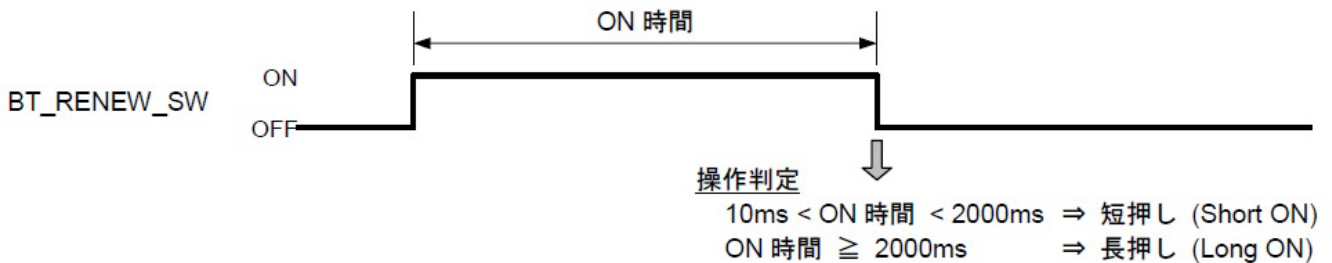 ON 時間
ON
BT_RENEW_SW
OFF
操作判定
10ms < ON 時間 < 2000ms ⇒ 短押し (Short ON)
ON 時間 ≧ 2000ms ⇒ 長押し (Long ON)